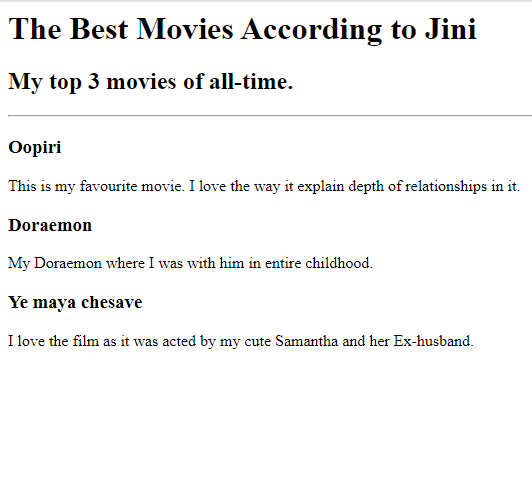 The Best Movies According to Jini
My top 3 movies of all-time.
Oopiri
This is my favourite movie. I love the way it explain depth of relationships in it.
Doraemon
My Doraemon where I was with him in entire childhood.
Ye maya chesave
I love the film as it was acted by my cute Samantha and her Ex-husband.